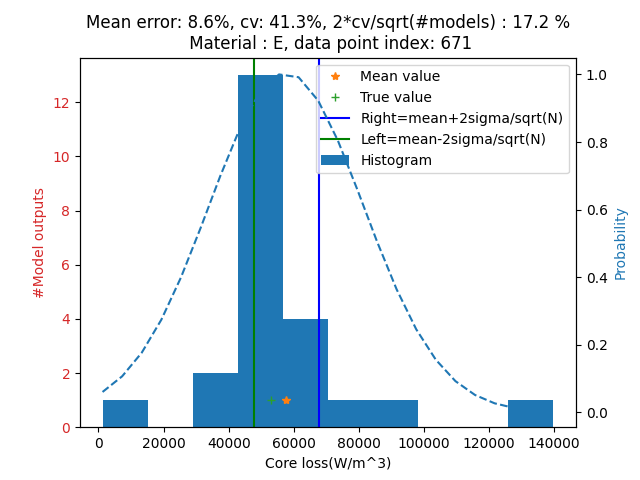 Mean error: 8.6%, cv: 41.3%, 2*cv/sqrt(#models) : 17.2 %
Material : E, data point index: 671
Mean value
True value
Right=mean+2sigma/sqrt(N)
Left=mean-2sigma/sqrt(N)
Histogram
#Model outputs
0
2
4
6
8
10
12
Probability
0.0
0.2
0.4
0.6
0.8
1.0
0 20000 40000 60000 80000 100000 120000 140000
Core loss(W/m^3)